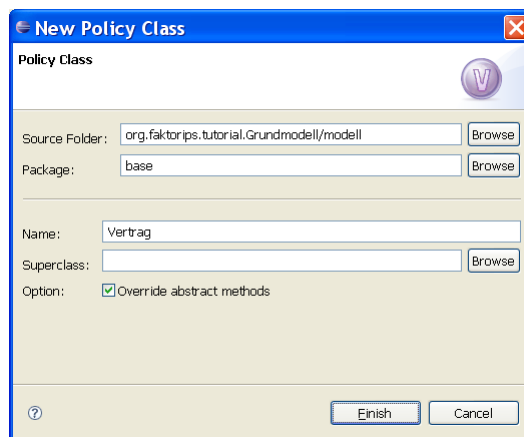 New Policy Class
Policy Class
V
Source Folder: org.faktorips.tutorial.Grundmodell/modell Browse
Package: base Browse
Name: Vertrag
Superclass: Browse
Option: Override abstract methods
? Finish Cancel